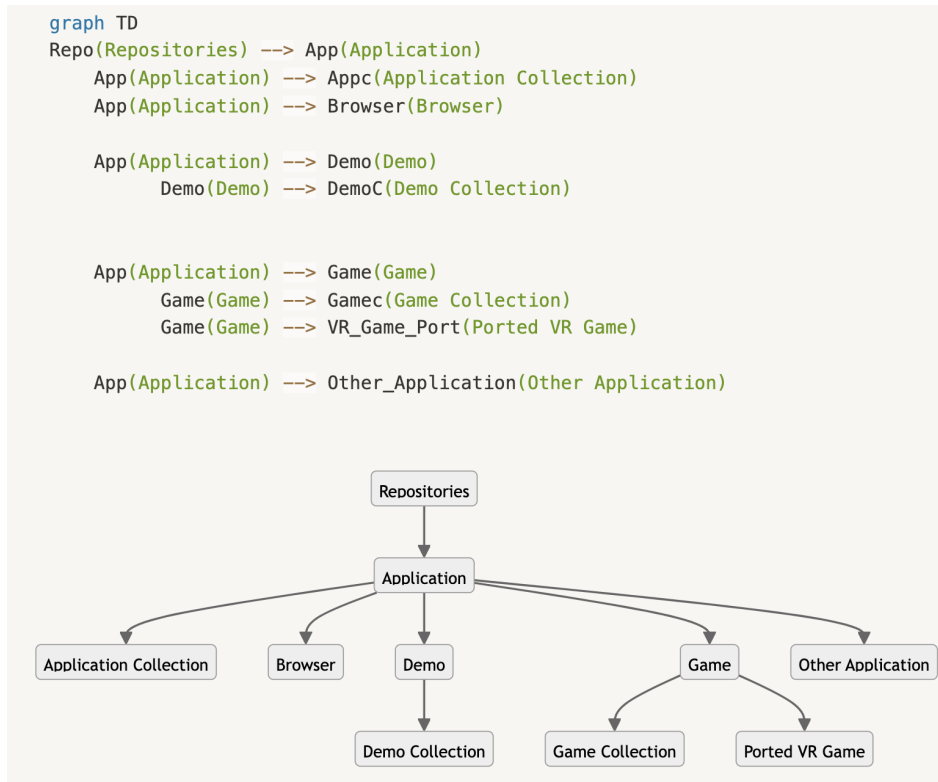 graph TD
Repo(Repositories) --> App(Application)
App(Application) --> Appc(Application Collection)
App(Application) --> Browser(Browser)
App(Application) --> Demo(Demo)
Demo(Demo) --> DemoC(Demo Collection)
App(Application) --> Game(Game)
Game(Game) --> Gamec(Game Collection)
Game(Game) --> VR_Game_Port(Ported VR Game)
App(Application) --> Other_Application(Other Application)
Repositories
Application
Application Collection
Browser
Demo
Game
Other Application
Demo Collection
Game Collection
Ported VR Game